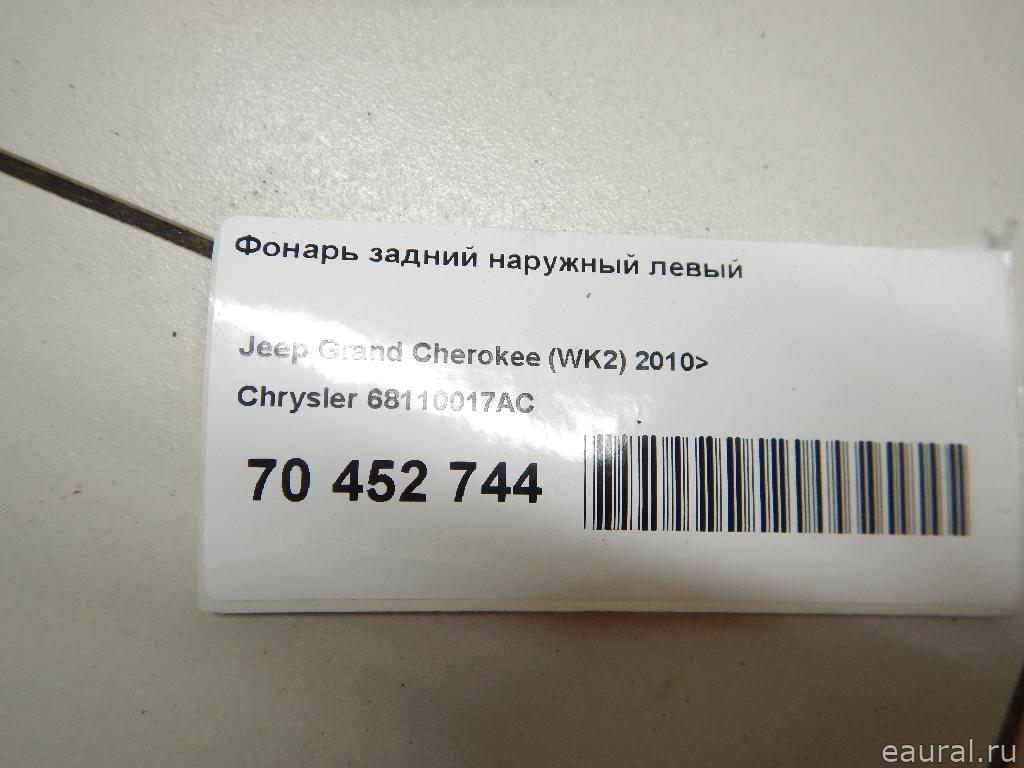 Фонарь задний наружный левый
Jeep Grand Cherokee (WK2) 2010>
Chrysler 68110017AC
70 452 744
eaural.ru